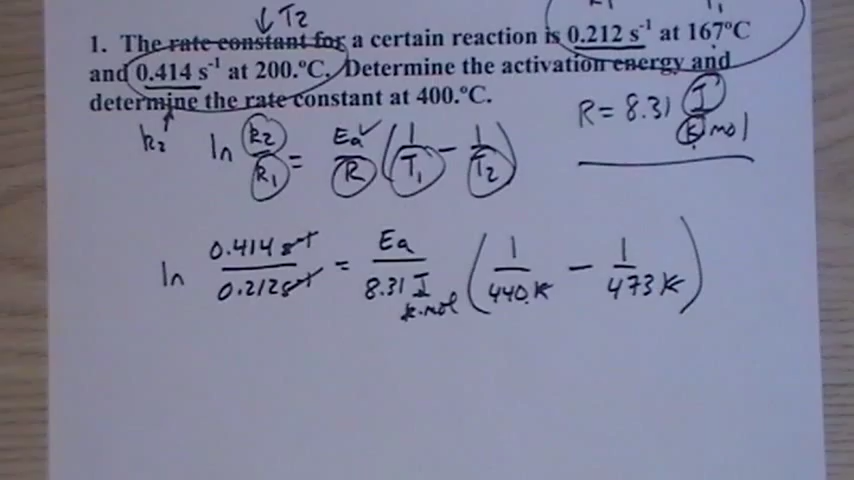 ↓ T2
1. The rate constant for a certain reaction is 0.212 s⁻¹ at 167ºC
and 0.414 s⁻¹ at 200.ºC. Determine the activation energy and
determine the rate constant at 400.ºC.
R = 8.31 J/K mol
k2 ln k2/k1 = Ea/R (1/T1 - 1/T2)
ln 0.414 s⁻¹/0.212 s⁻¹ = Ea/8.31 J/K·mol (1/440 K - 1/473 K)